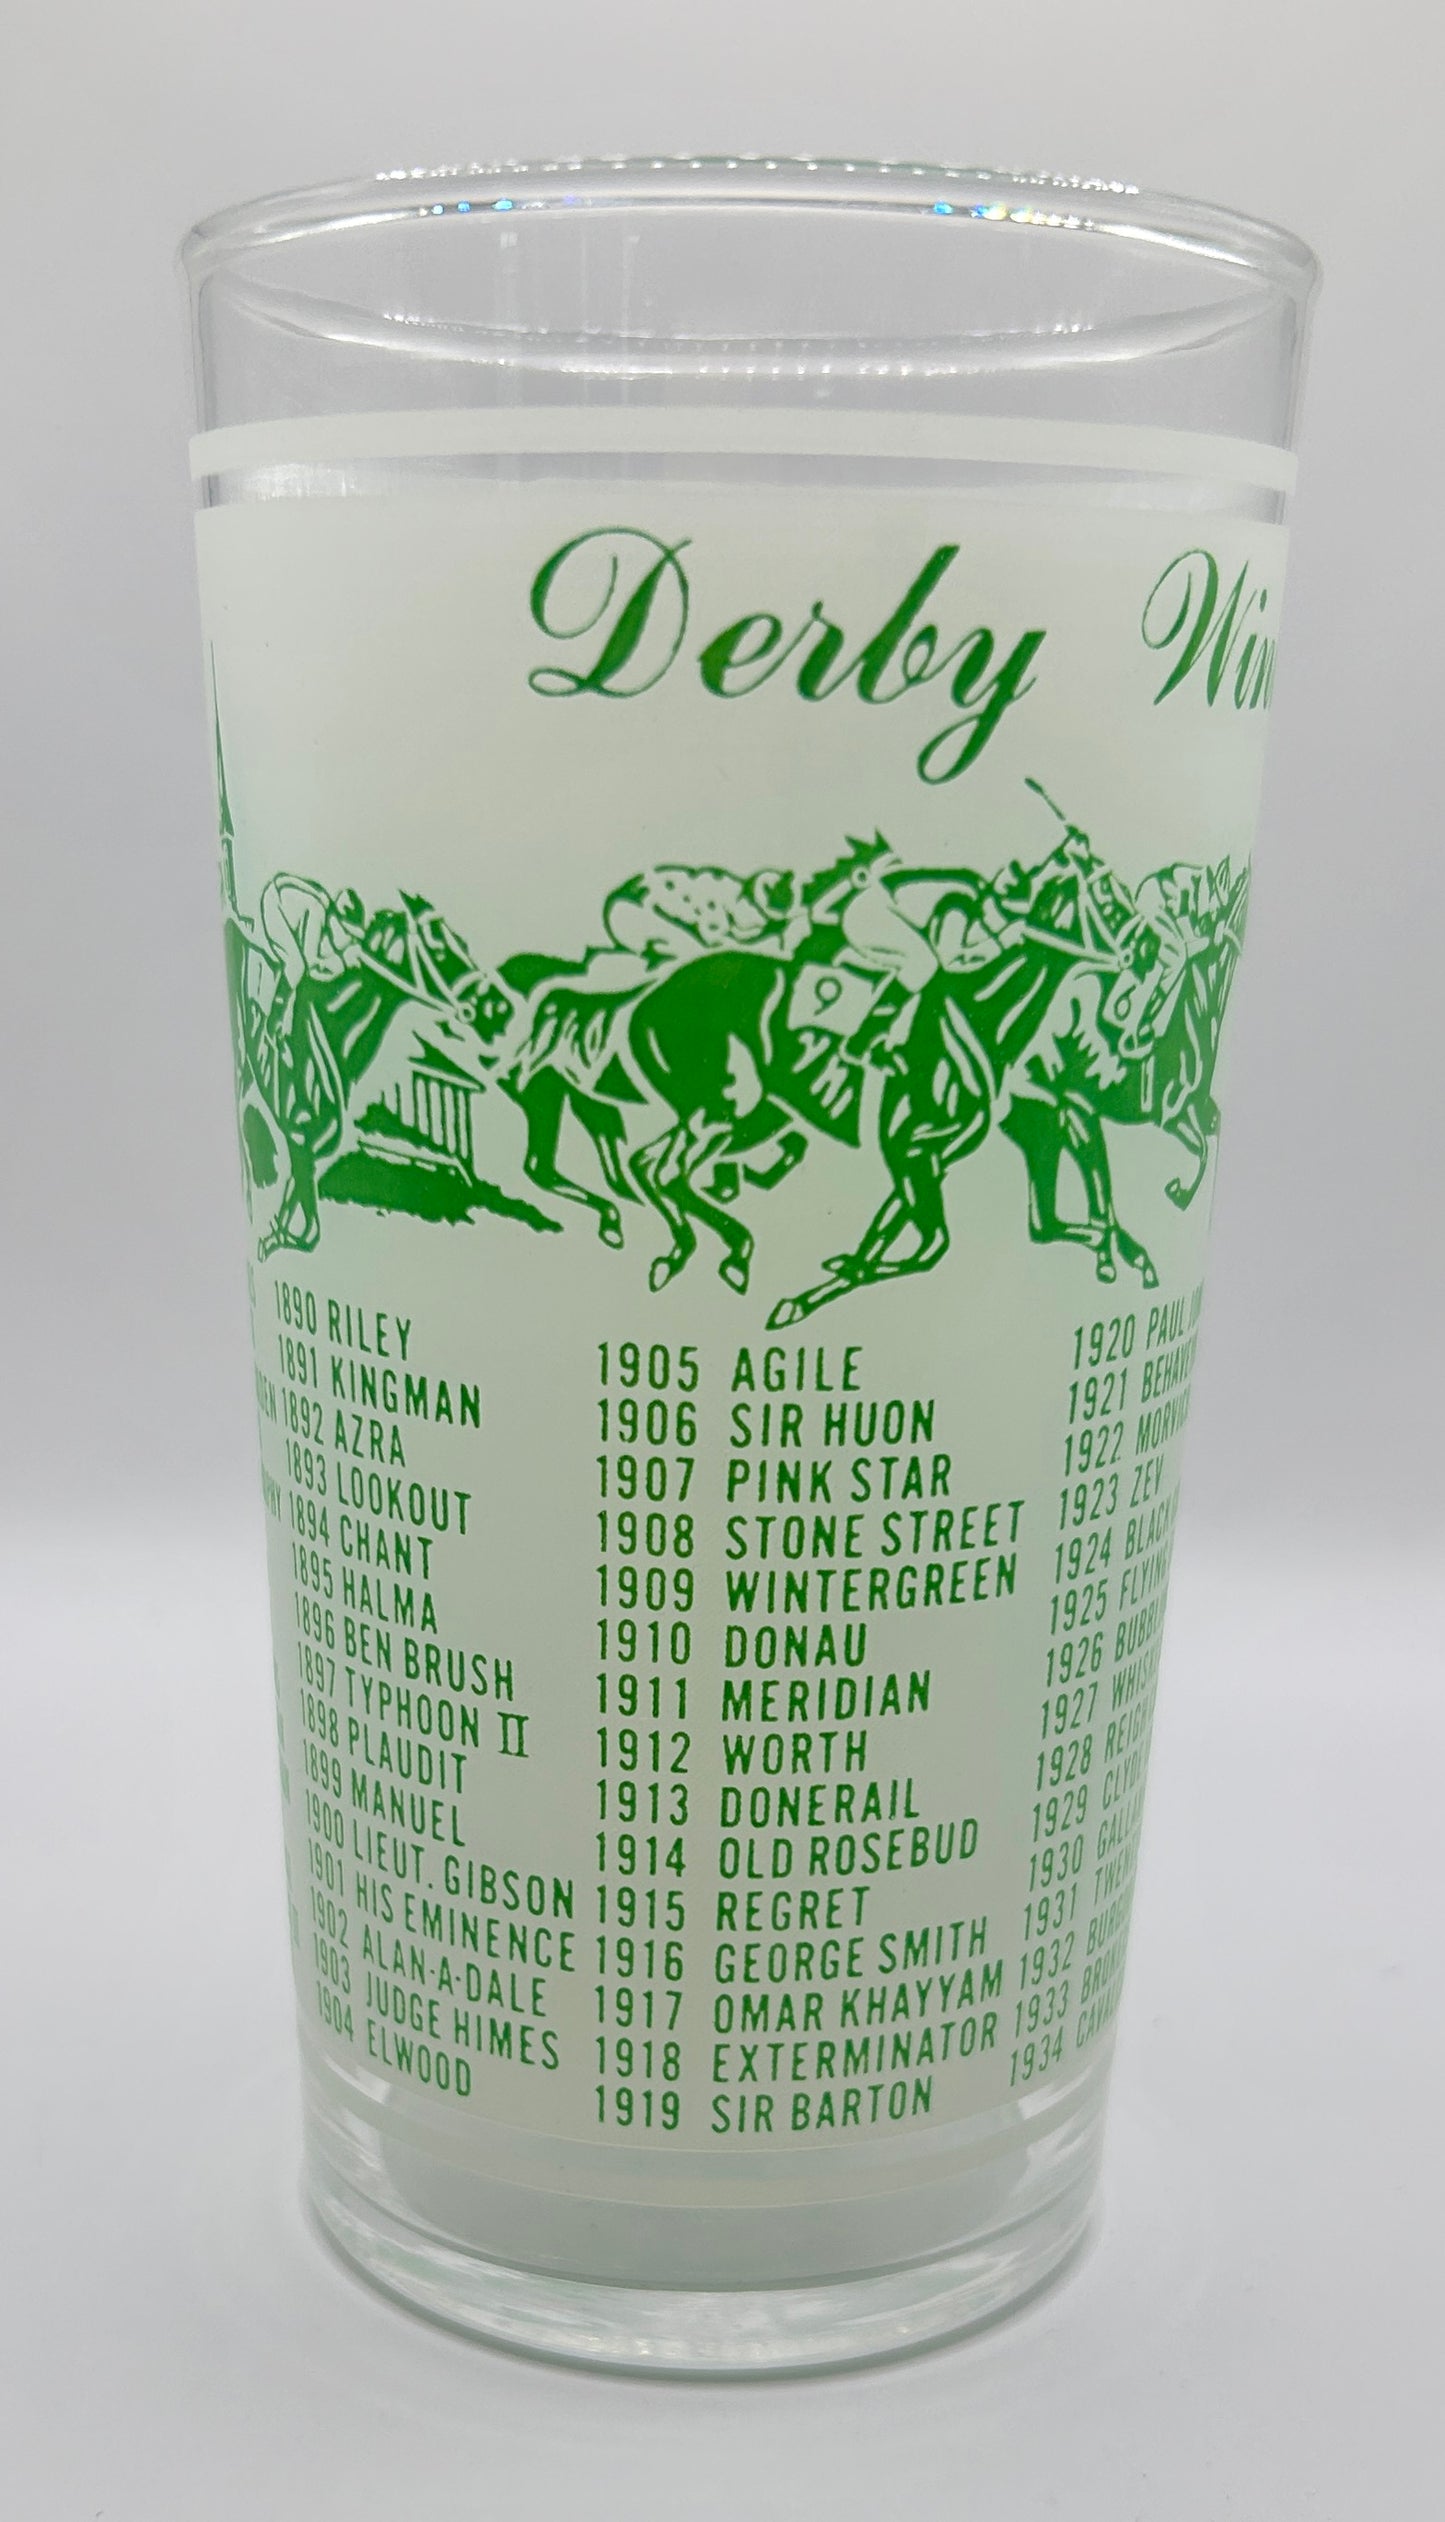 Derby
9
1890 RILEY
1891 KINGMAN
1892 AZRA
1893 LOOKOUT
1894 CHANT
1895 HALMA
1896 BEN BRUSH
1897 TYPHOON II
1898 PLAUDIT
1899 MANUEL
1900 LIEUT. GIBSON
1901 HIS EMINENCE
1902 ALAN-A-DALE
1903 JUDGE HIMES
1904 ELWOOD
1905 AGILE
1906 SIR HUON
1907 PINK STAR
1908 STONE STREET
1909 WINTERGREEN
1910 DONAU
1911 MERIDIAN
1912 WORTH
1913 DONERAIL
1914 OLD ROSEBUD
1915 REGRET
1916 GEORGE SMITH
1917 OMAR KHAYYAM
1918 EXTERMINATOR
1919 SIR BARTON
1920 PAUL
1921
1922
1923 ZEV
1924 BLACK
1925
1926
1927
1928
1929
1930
1931
1932
1933
1934